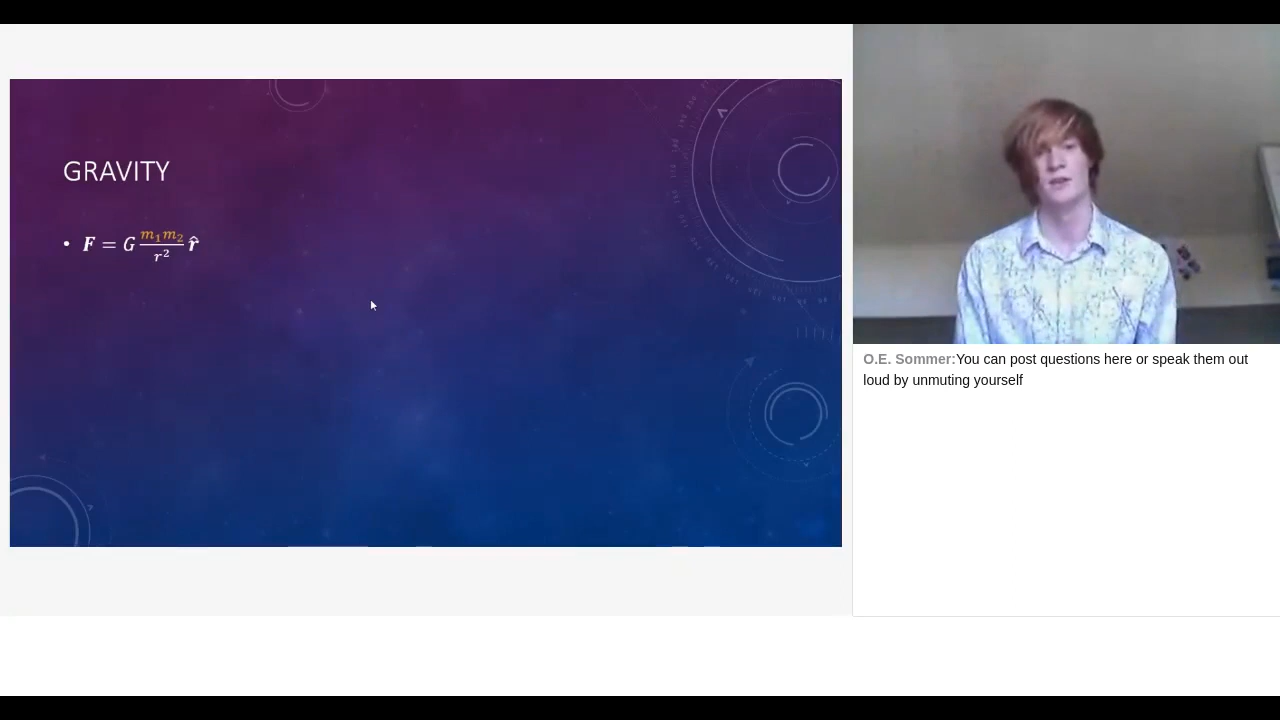 GRAVITY
• F = G m₁m₂/r² r̂
O.E. Sommer:You can post questions here or speak them out
loud by unmuting yourself